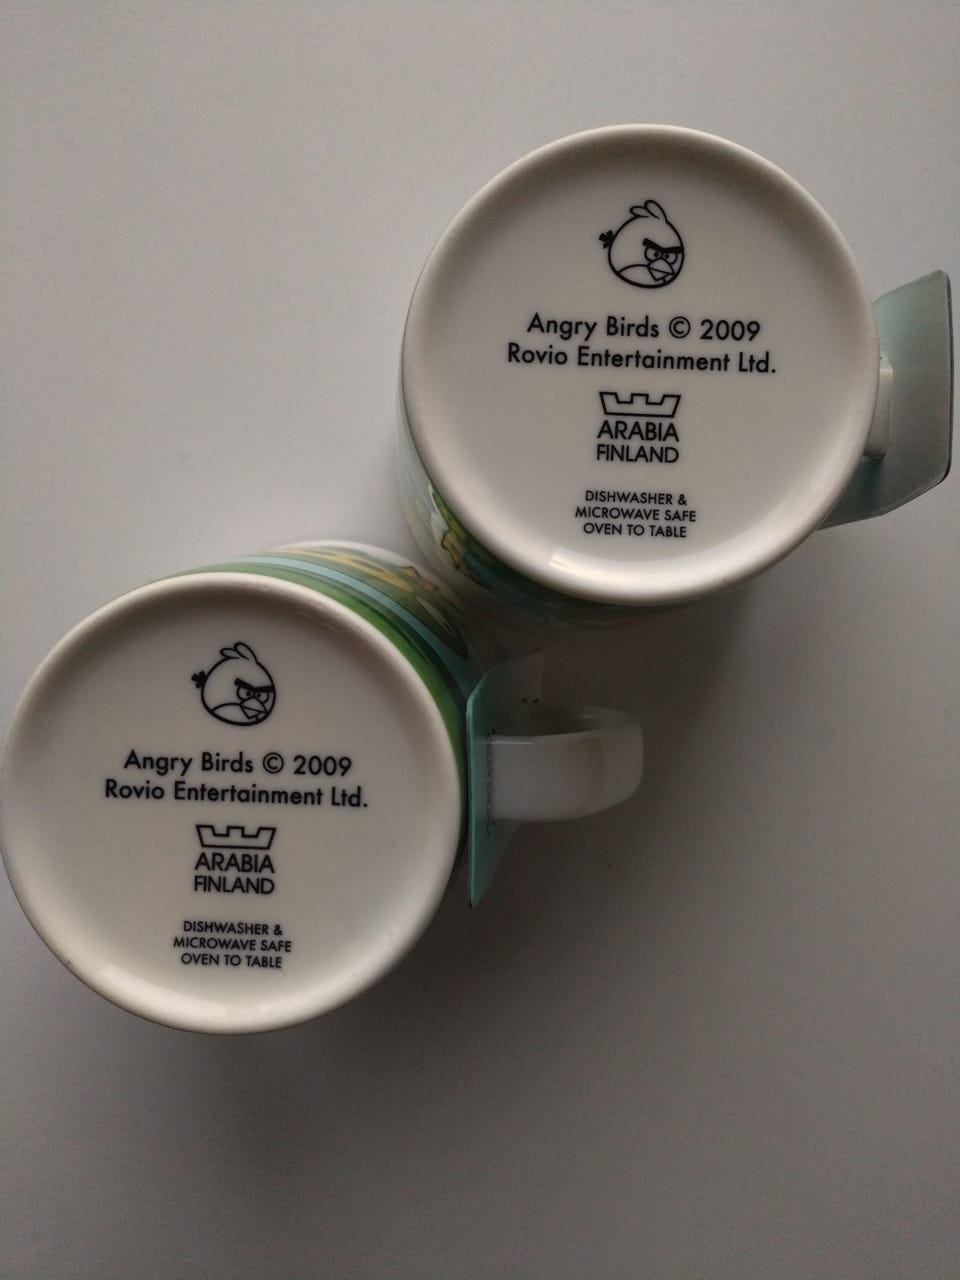 Angry Birds © 2009
Rovio Entertainment Ltd.
ARABIA
FINLAND
DISHWASHER &
MICROWAVE SAFE
OVEN TO TABLE
Angry Birds © 2009
Rovio Entertainment Ltd.
ARABIA
FINLAND
DISHWASHER &
MICROWAVE SAFE
OVEN TO TABLE